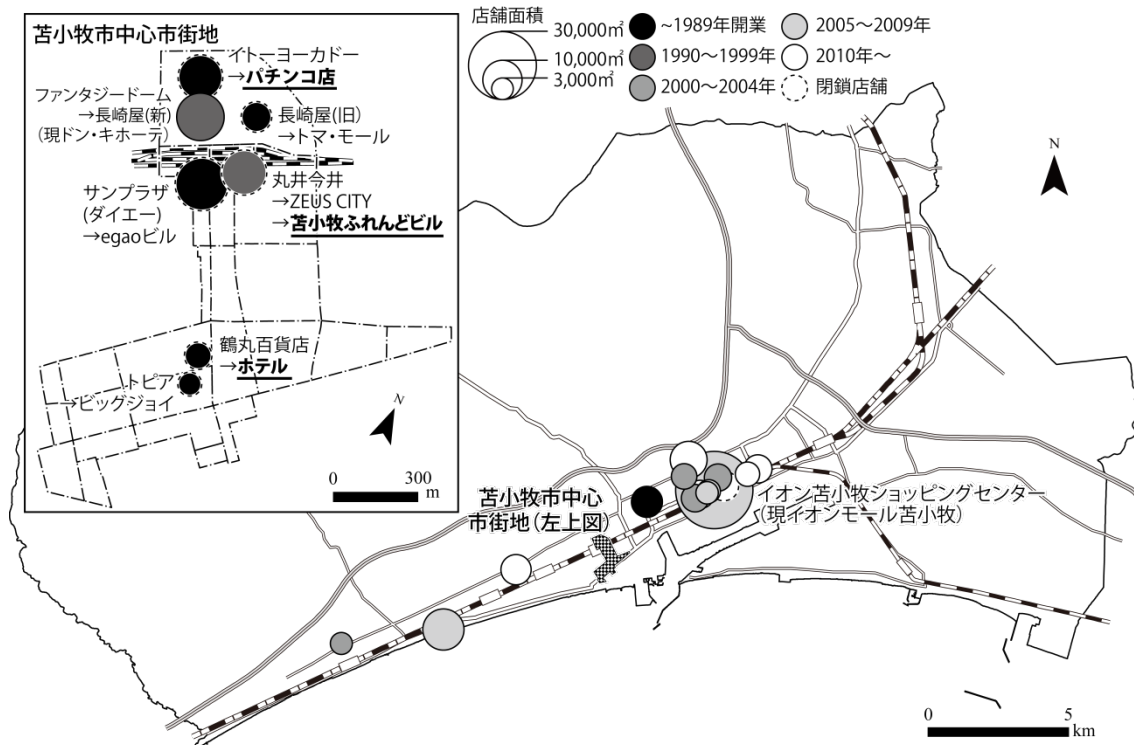 苫小牧市中心市街地
イトーヨーカドー
→パチンコ店
ファンタジードーム
→長崎屋(新)
(現ドン・キホーテ)
長崎屋(旧)
→トマ・モール
サンプラザ
(ダイエー)
→egaoビル
丸井今井
→ZEUS CITY
→苫小牧ふれんどビル
鶴丸百貨店
→ホテル
トピア
→ビッグジョイ
N
0 300
m
店舗面積
30,000㎡
10,000㎡
3,000㎡
~1989年開業
1990～1999年
2000～2004年
2005～2009年
2010年～
閉鎖店舗
N
苫小牧市中心
市街地（左上図）
イオン苫小牧ショッピングセンター
(現イオンモール苫小牧)
0 5
km